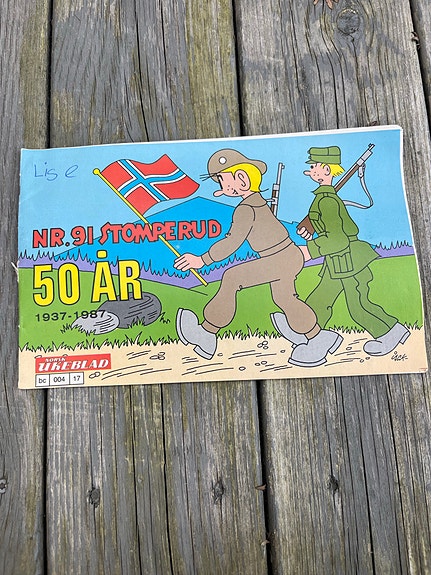 Lise
NR. 91 STOMPERUD
50 ÅR
1937-1987
NORSK
UKEBLAD
bc 004 17